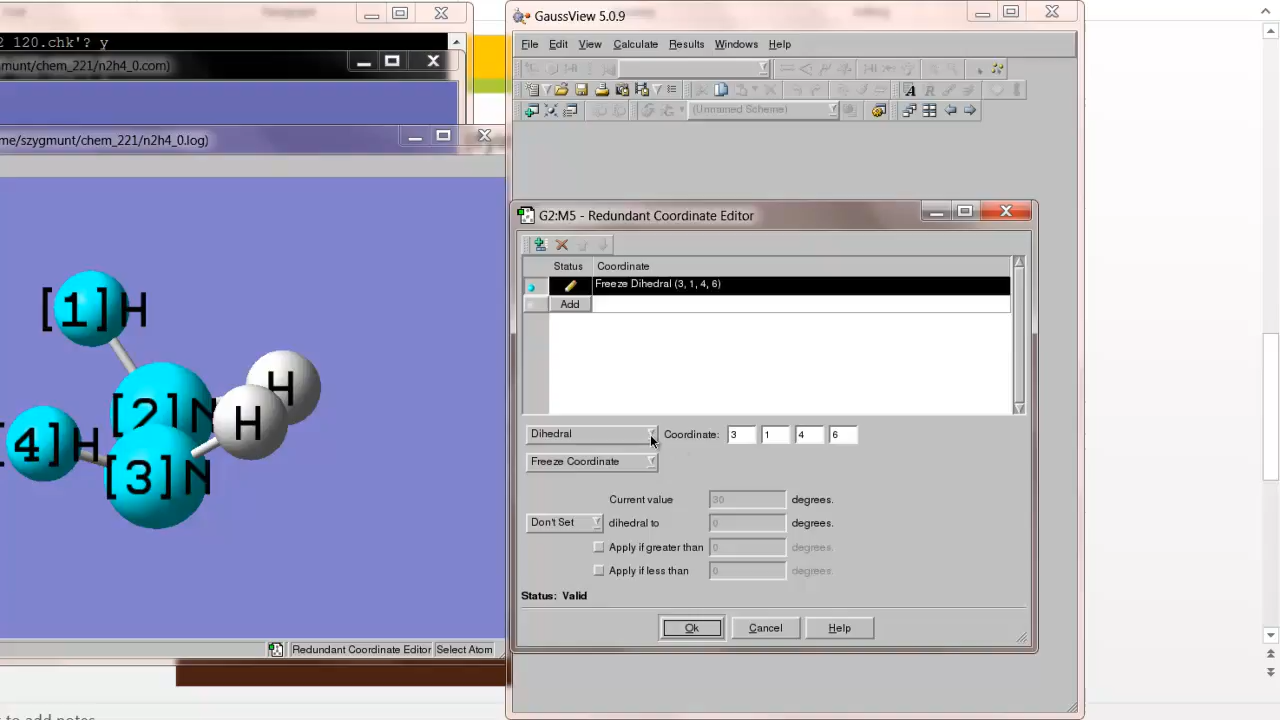 2 120.chk'? y
munt/chem_221/n2h4_0.com)
me/szygmunt/chem_221/n2h4_0.log)
[1]H
[2]N
H
H
[4]H
[3]N
Redundant Coordinate Editor
Select Atom
to add notes
GaussView 5.0.9
File Edit View Calculate Results Windows Help
(Unnamed Scheme)
G2:M5 - Redundant Coordinate Editor
Status Coordinate
Freeze Dihedral (3, 1, 4, 6)
Add
Dihedral Coordinate: 3 1 4 6
Freeze Coordinate
Current value 30 degrees.
Don't Set dihedral to 0 degrees.
Apply if greater than 0 degrees.
Apply if less than 0 degrees.
Status: Valid
Ok Cancel Help